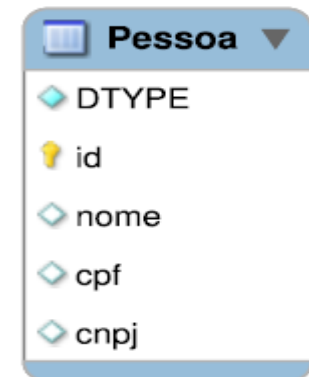 Pessoa
DTYPE
id
nome
cpf
cnpj